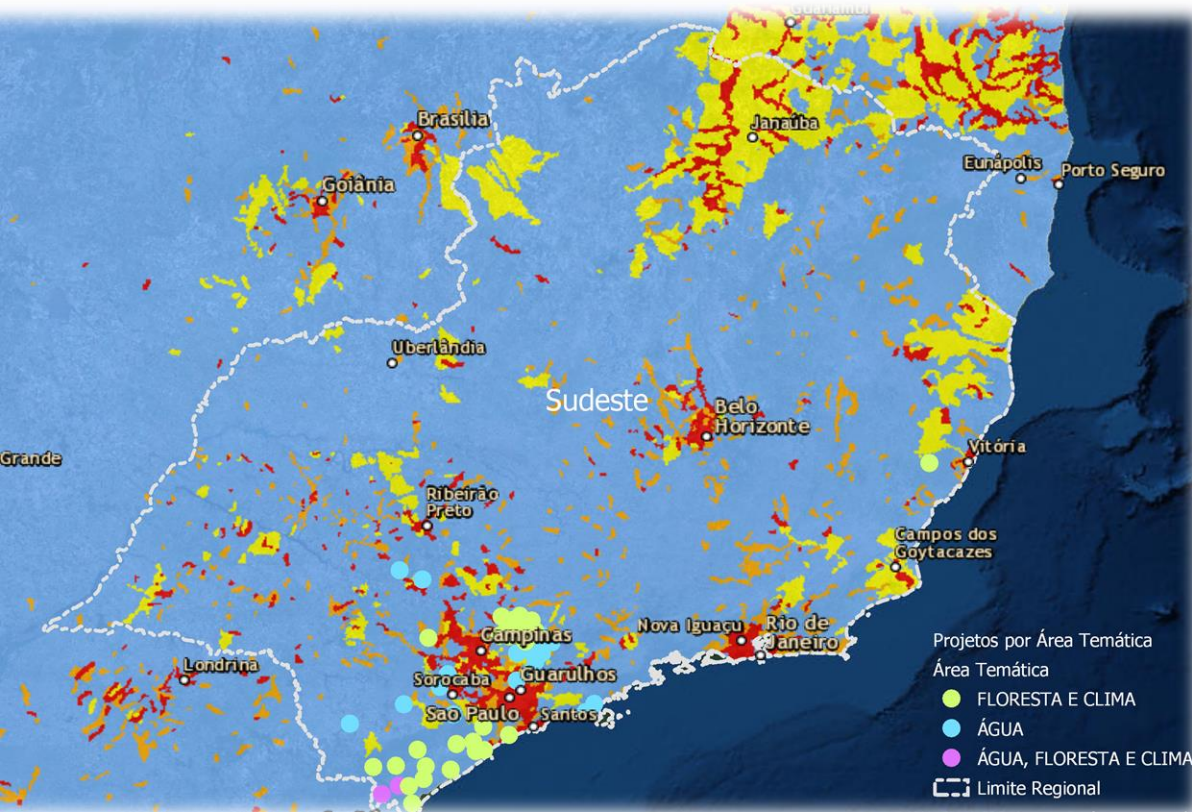 Guanambi
Brasília
Janaúba
Eunápolis
Porto Seguro
Goiânia
Uberlândia
Sudeste
Belo
Horizonte
Grande
Vitória
Ribeirão
Preto
Campos dos
Goytacazes
Nova Iguaçu
Rio de
Janeiro
Campinas
Londrina
Sorocaba
Guarulhos
Sao Paulo
Santos
Projetos por Área Temática
Área Temática
FLORESTA E CLIMA
ÁGUA
ÁGUA, FLORESTA E CLIMA
Limite Regional